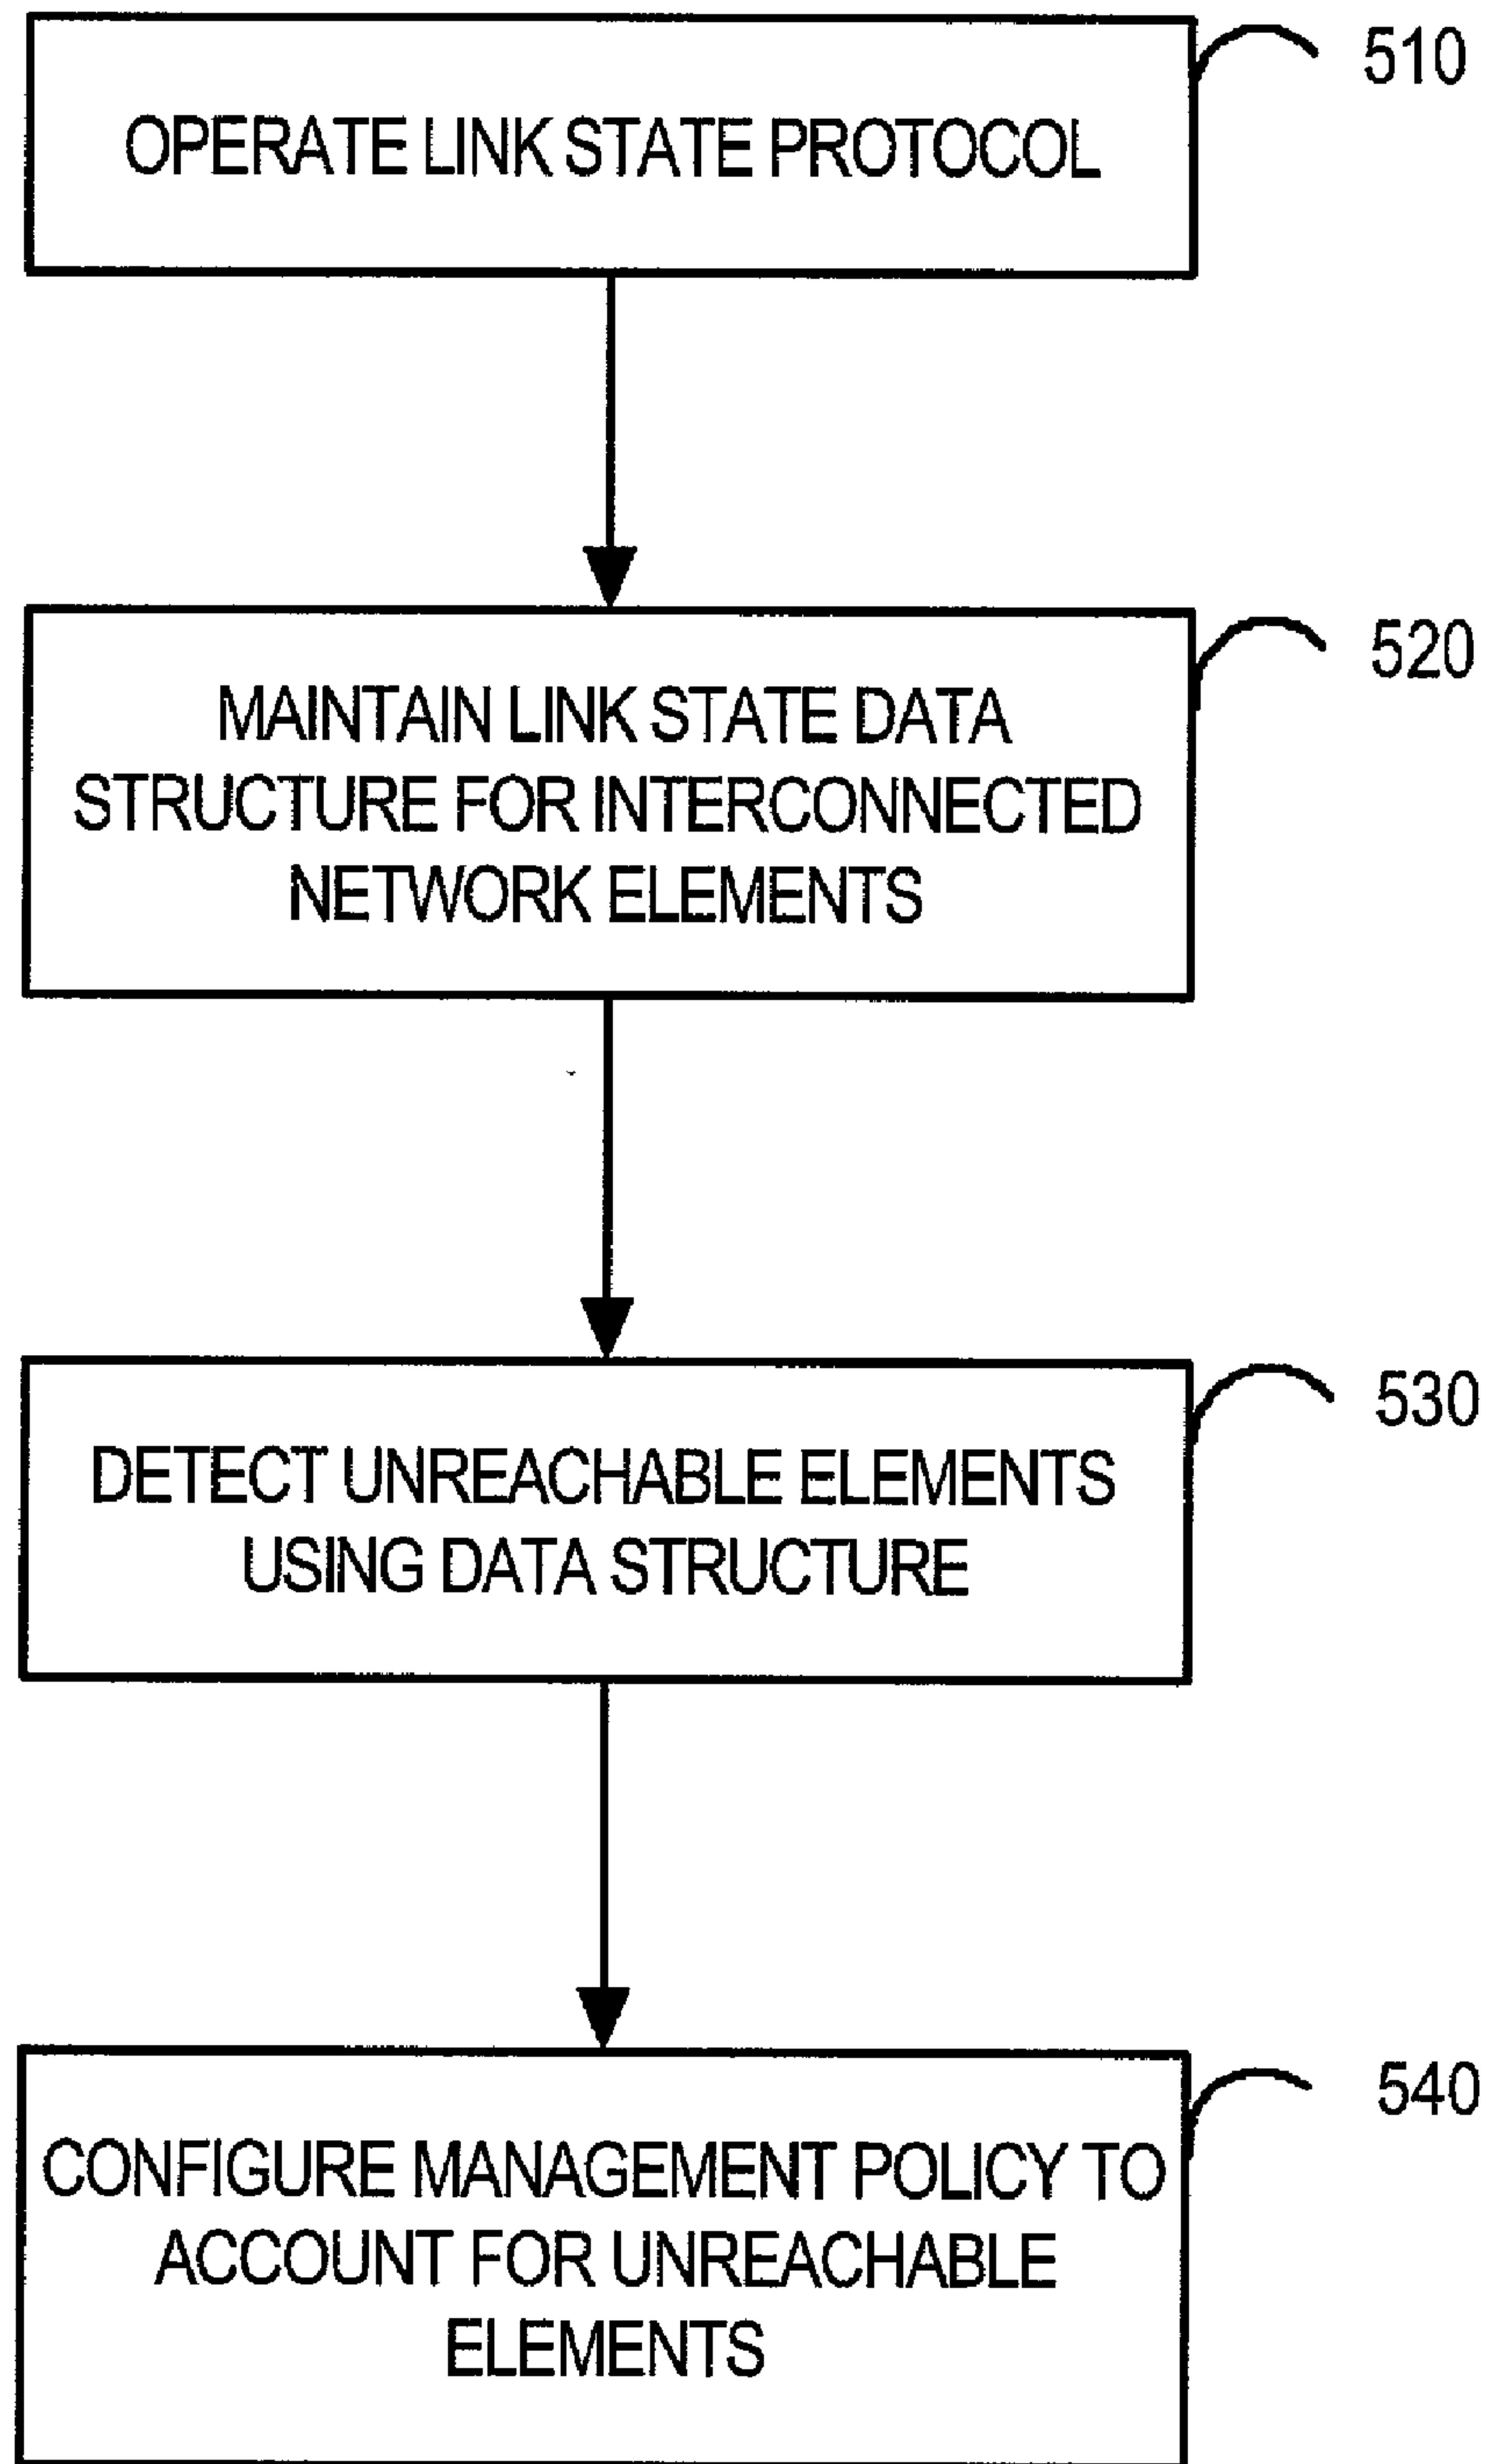 OPERATE LINK STATE PROTOCOL
510
MAINTAIN LINK STATE DATA
STRUCTURE FOR INTERCONNECTED
NETWORK ELEMENTS
520
DETECT UNREACHABLE ELEMENTS
USING DATA STRUCTURE
530
CONFIGURE MANAGEMENT POLICY TO
ACCOUNT FOR UNREACHABLE
ELEMENTS
540